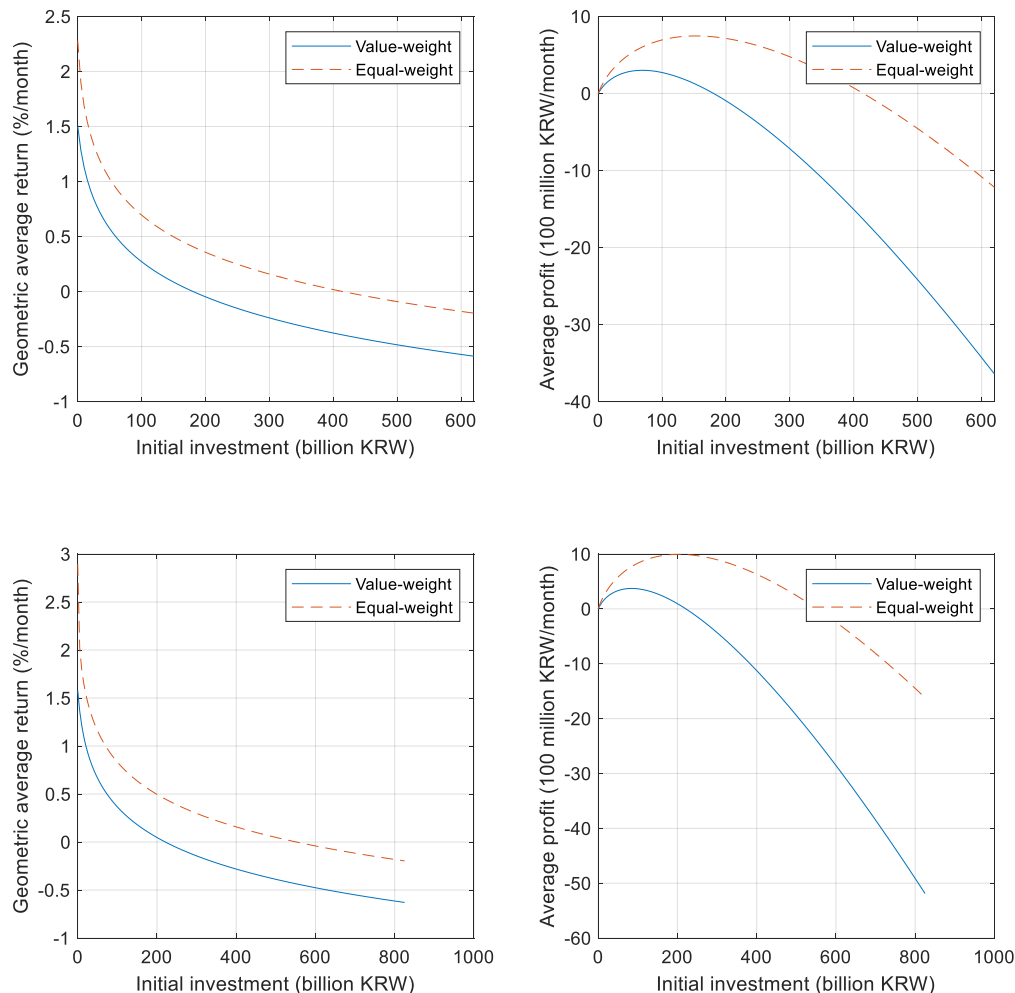 2.5
2
1.5
1
0.5
0
-0.5
-1
Geometric average return (%/month)
Value-weight
Equal-weight
0 100 200 300 400 500 600
Initial investment (billion KRW)
10
0
-10
-20
-30
-40
Average profit (100 million KRW/month)
Value-weight
Equal-weight
0 100 200 300 400 500 600
Initial investment (billion KRW)
3
2.5
2
1.5
1
0.5
0
-0.5
-1
Geometric average return (%/month)
Value-weight
Equal-weight
0 200 400 600 800 1000
Initial investment (billion KRW)
10
0
-10
-20
-30
-40
-50
-60
Average profit (100 million KRW/month)
Value-weight
Equal-weight
0 200 400 600 800 1000
Initial investment (billion KRW)